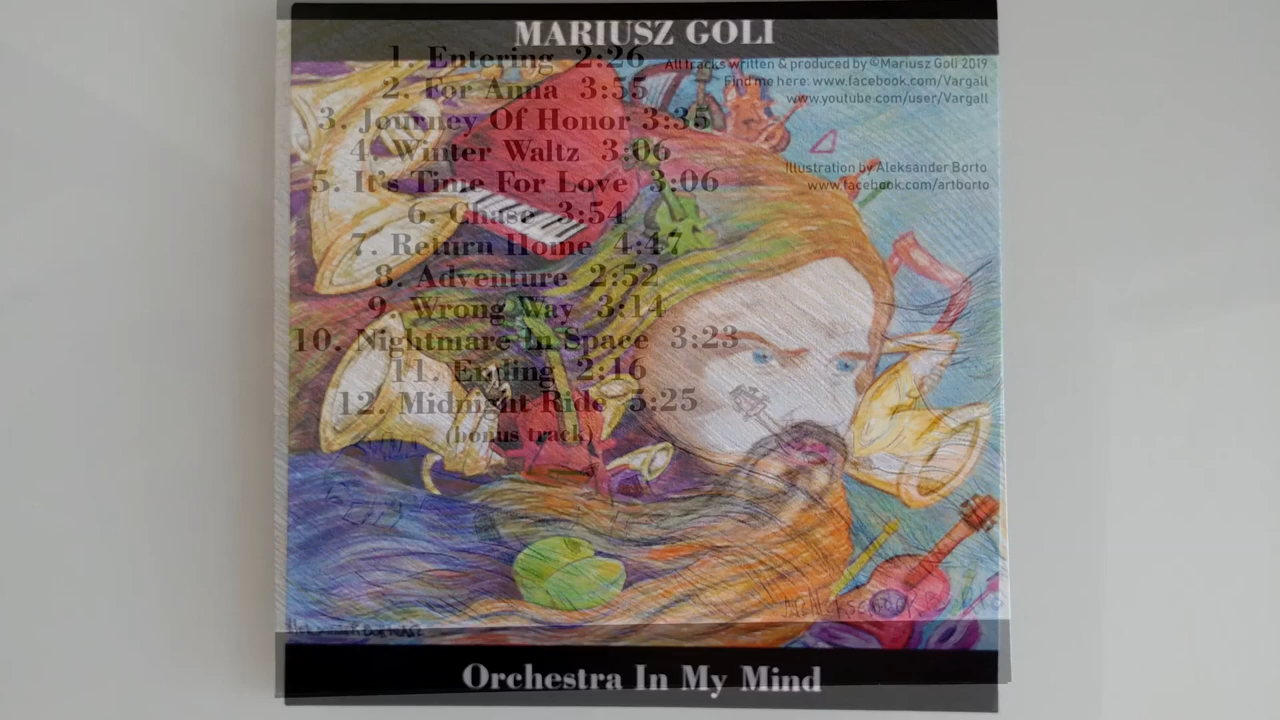 MARIUSZ GOLI
1. Entering 2:26
2. For Anna 3:55
3. Journey Of Honor 3:35
4. Winter Waltz 3:06
5. It's Time For Love 3:06
6. Chase 3:54
7. Return Home 4:47
8. Adventure 2:52
9. Wrong Way 3:14
10. Nightmare In Space 3:23
11. Ending 2:16
12. Midnight Ride 5:25
(bonus track)
All tracks written & produced by ©Mariusz Goli 2019
Find me here: www.facebook.com/Vargall
www.youtube.com/user/Vargall
Illustration by Aleksander Borto
www.facebook.com/artborto
Orchestra In My Mind